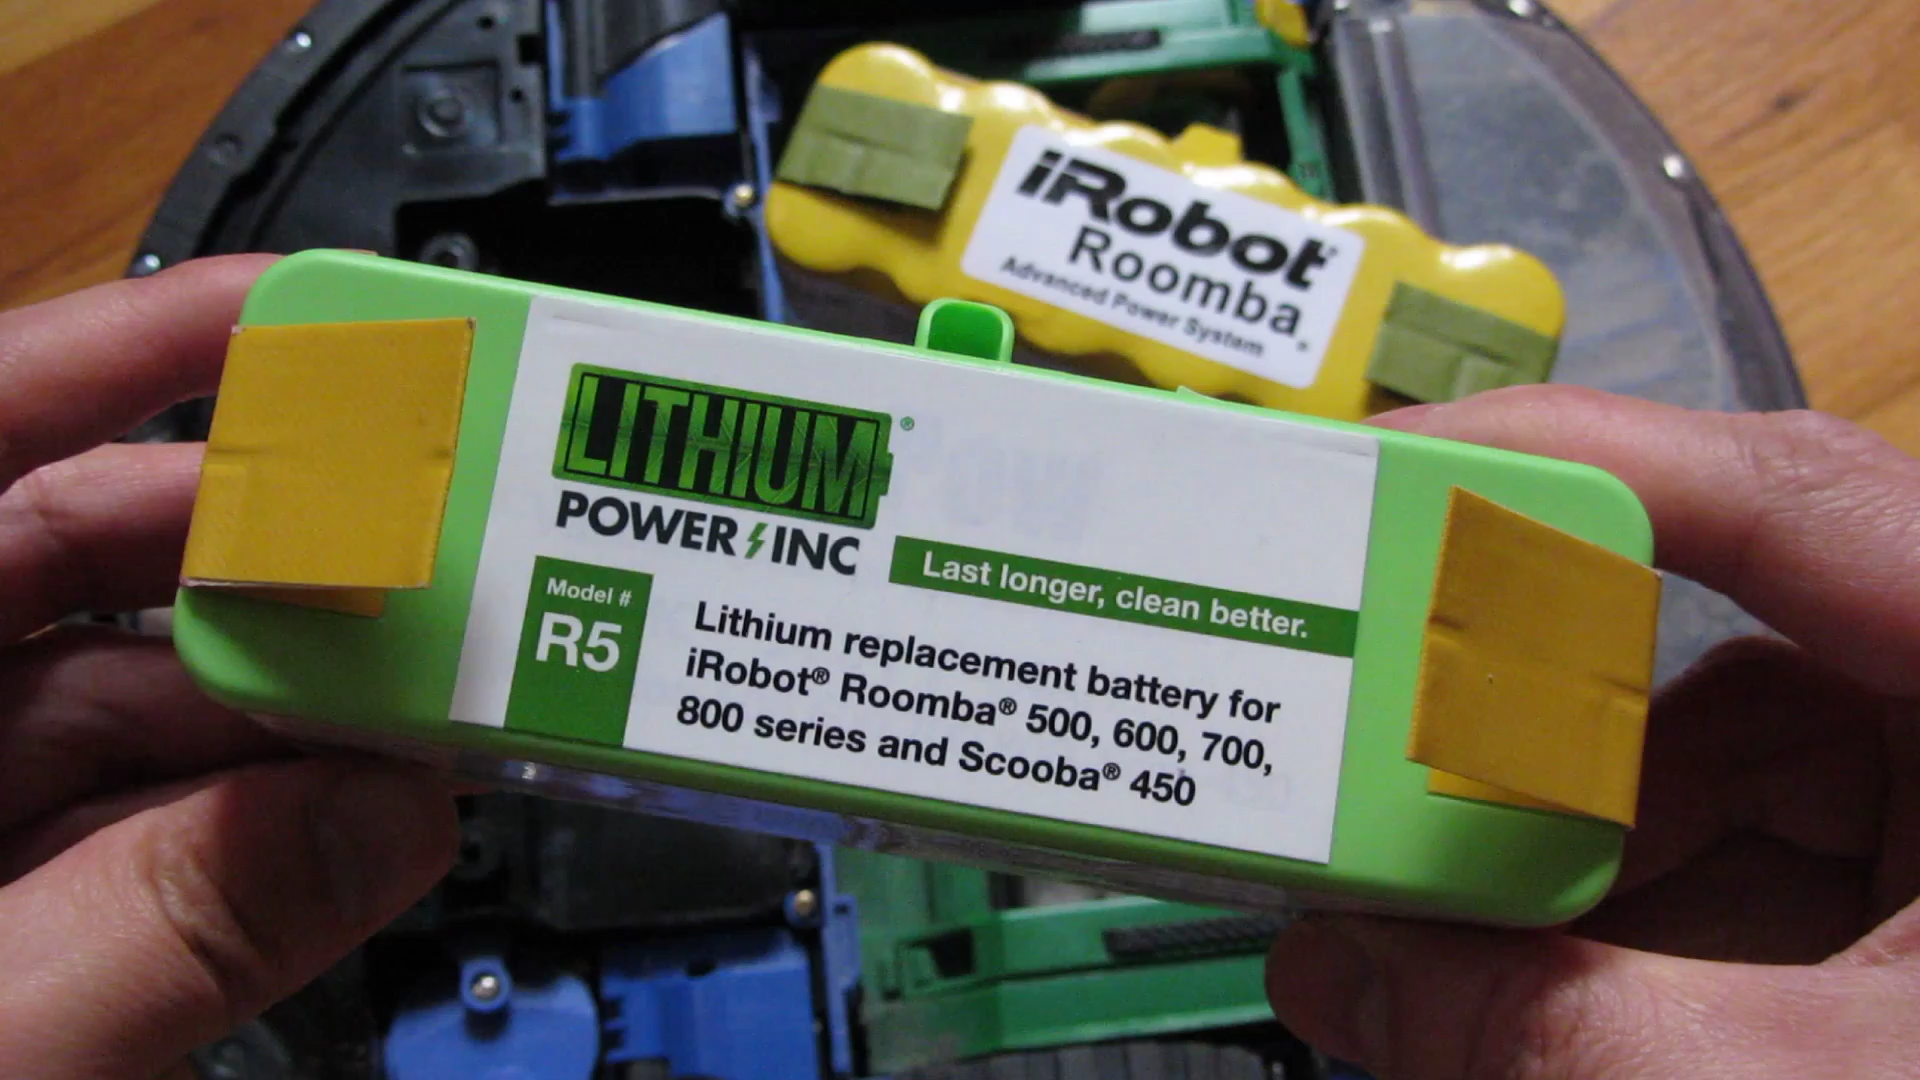 iRobot
Roomba
Advanced Power System
LITHIUM®
POWER INC
Last longer, clean better.
Model #
R5
Lithium replacement battery for
iRobot® Roomba® 500, 600, 700,
800 series and Scooba® 450